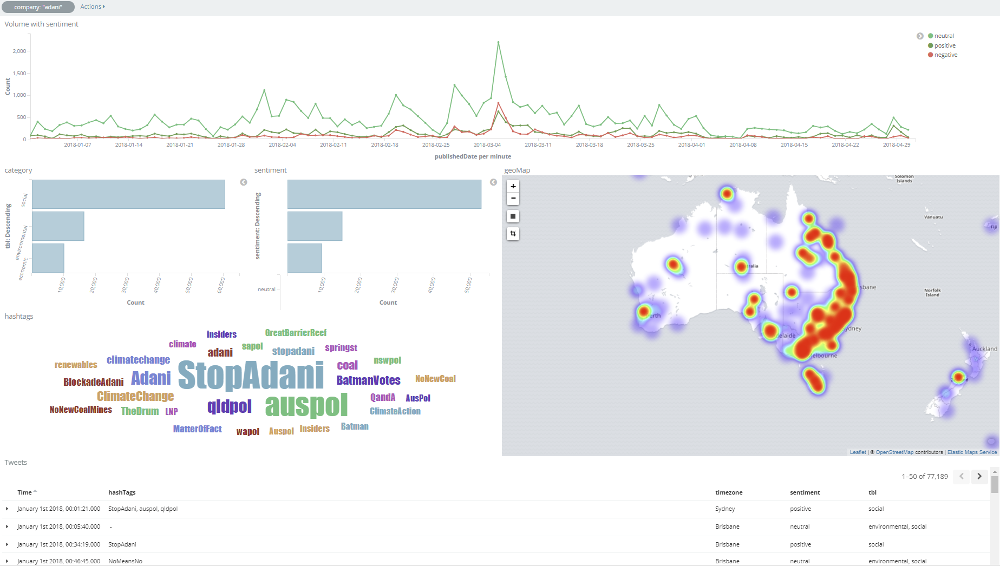 company: "adani"
Actions
Volume with sentiment
Count
2,000
1,500
1,000
500
0
2018-01-07 2018-01-14 2018-01-21 2018-01-28 2018-02-04 2018-02-11 2018-02-18 2018-02-25 2018-03-04 2018-03-11 2018-03-18 2018-03-25 2018-04-01 2018-04-08 2018-04-15 2018-04-22 2018-04-29
publishedDate per minute
neutral
positive
negative
category
tbl: Descending
social
environmental
economic
10,000 20,000 30,000 40,000 50,000 60,000
Count
sentiment
sentiment: Descending
neutral
10,000 20,000 30,000 40,000 50,000
Count
geoMap
+
−
Solomon
Islands
Vanuatu
Fiji
ralia
sbane
Norfolk
Island
erth
delaide
ydney
Melbourne
Auckland
Leaflet | © OpenStreetMap contributors | Elastic Maps Service
hashtags
insiders GreatBarrierReef
climate sapol springst
adani stopadani
renewables climatechange coal nswpol
StopAdani
BlockadeAdani Adani BatmanVotes NoNewCoal
ClimateChange QandA AusPol
NoNewCoalMines TheDrum LNP qldpol auspol ClimateAction
MatterOfFact wapol Auspol Insiders Batman
Tweets
1–50 of 77,189
Time hashTags timezone sentiment tbl
January 1st 2018, 00:01:21.000 StopAdani, auspol, qldpol Sydney positive social
January 1st 2018, 00:05:40.000 - Brisbane neutral environmental, social
January 1st 2018, 00:34:19.000 StopAdani Brisbane positive social
January 1st 2018, 00:46:45.000 NoMeansNo Brisbane neutral environmental, social